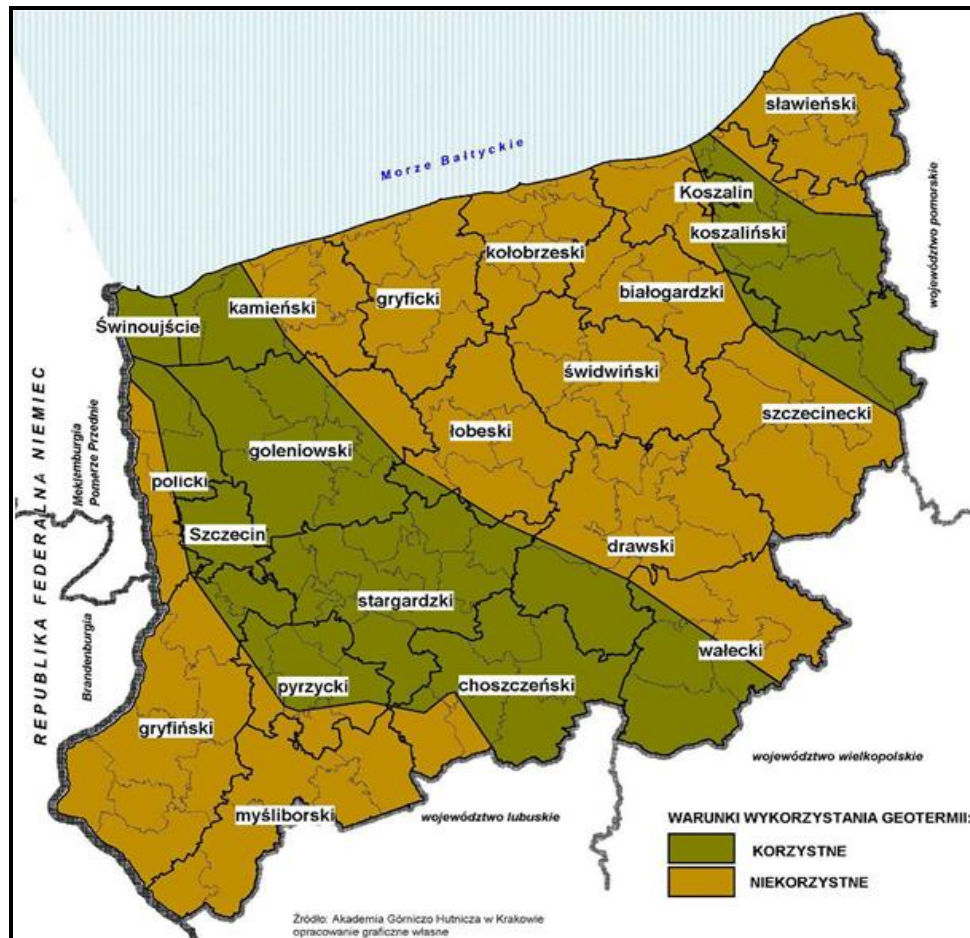 sławieński
Morze Bałtyckie
Koszalin
koszaliński
województwo pomorskie
kołobrzeski
białogardzki
gryficki
kamieński
Świnoujście
świdwiński
szczecinecki
łobeski
goleniowski
REPUBLIKA FEDERALNA NIEMIEC
Meklemburgia
Pomorze Przednie
policki
Szczecin
drawski
stargardzki
Brandenburgia
wałecki
pyrzycki
choszczeński
gryfiński
województwo wielkopolskie
myśliborski
województwo lubuskie
WARUNKI WYKORZYSTANIA GEOTERMII:
KORZYSTNE
NIEKORZYSTNE
Źródło: Akademia Górniczo Hutnicza w Krakowie
opracowanie graficzne własne